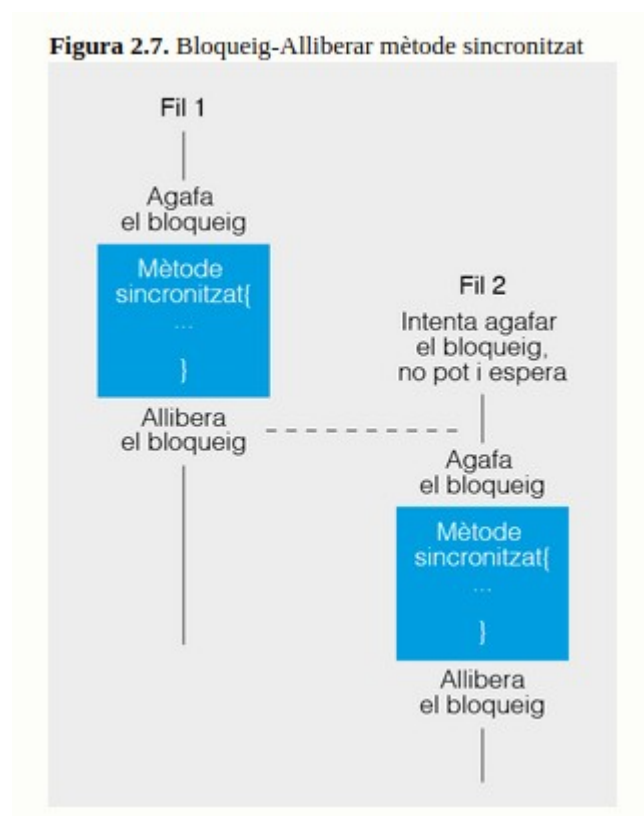 Figura 2.7. Bloqueig-Alliberar mètode sincronitzat
Fil 1
Agafa
el bloqueig
Mètode
sincronitzat{
...
}
Allibera
el bloqueig
Fil 2
Intenta agafar
el bloqueig,
no pot i espera
Agafa
el bloqueig
Mètode
sincronitzat{
...
}
Allibera
el bloqueig